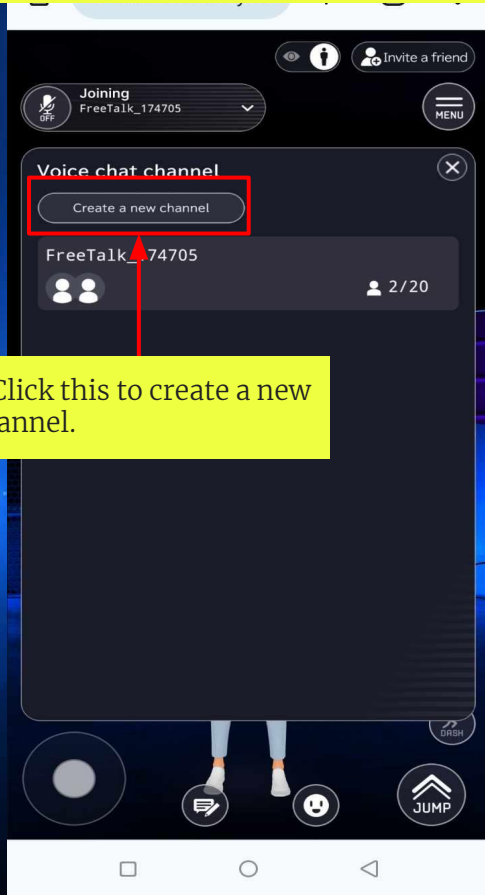 Invite a friend
Joining
FreeTalk_174705
OFF
MENU
Voice chat channel
Create a new channel
FreeTalk_174705
2/20
Click this to create a new
annel.
DASH
JUMP